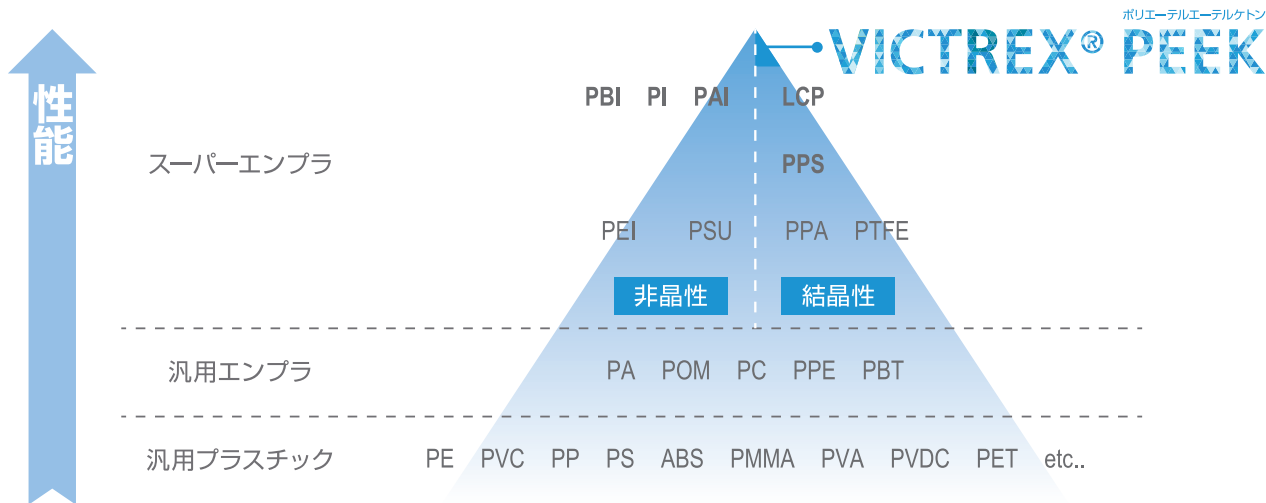 ポリエーテルエーテルケトン
VICTREX® PEEK
性能
PBI PI PAI LCP
スーパーエンプラ
PPS
PEI PSU PPA PTFE
非晶性 結晶性
汎用エンプラ PA POM PC PPE PBT
汎用プラスチック PE PVC PP PS ABS PMMA PVA PVDC PET etc..